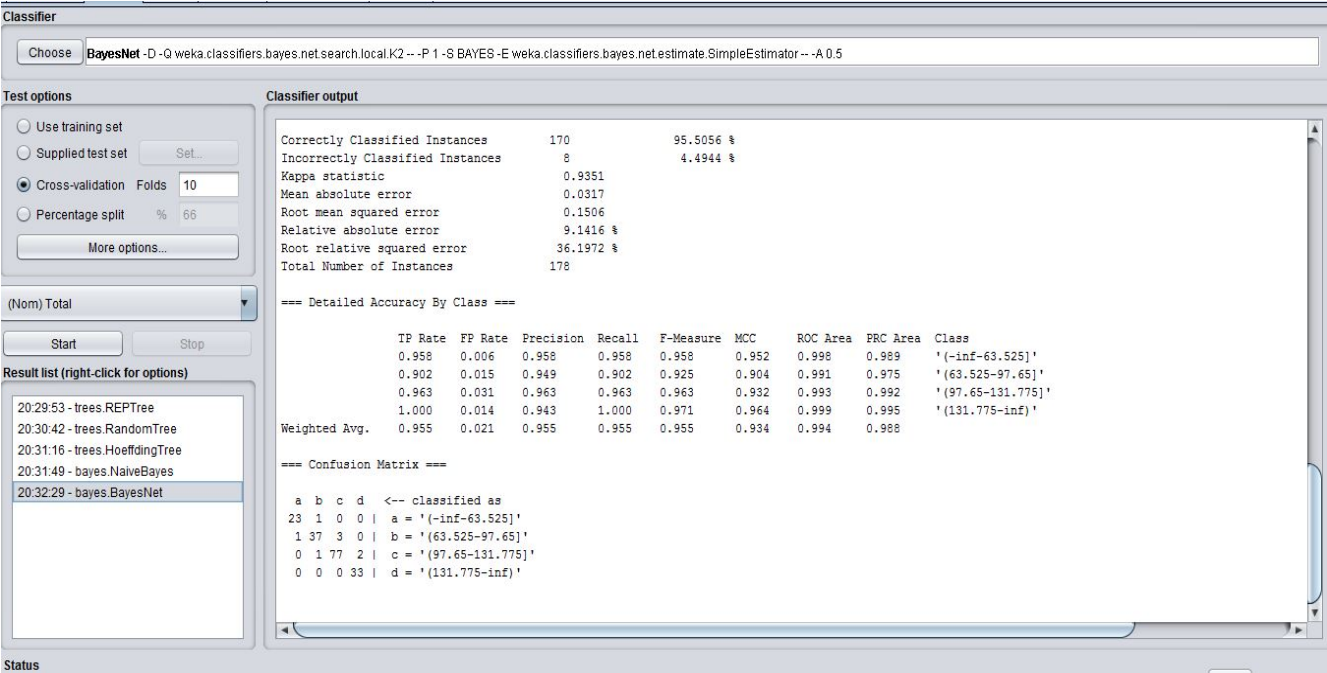 Classifier
Choose BayesNet -D -Q weka.classifiers.bayes.net.search.local.K2 -- -P 1 -S BAYES -E weka.classifiers.bayes.net.estimate.SimpleEstimator -- -A 0.5
Test options
Use training set
Supplied test set Set...
Cross-validation Folds 10
Percentage split % 66
More options...
(Nom) Total
Start Stop
Result list (right-click for options)
20:29:53 - trees.REPTree
20:30:42 - trees.RandomTree
20:31:16 - trees.HoeffdingTree
20:31:49 - bayes.NaiveBayes
20:32:29 - bayes.BayesNet
Classifier output
Correctly Classified Instances 170 95.5056 %
Incorrectly Classified Instances 8 4.4944 %
Kappa statistic 0.9351
Mean absolute error 0.0317
Root mean squared error 0.1506
Relative absolute error 9.1416 %
Root relative squared error 36.1972 %
Total Number of Instances 178
=== Detailed Accuracy By Class ===
TP Rate FP Rate Precision Recall F-Measure MCC ROC Area PRC Area Class
0.958 0.006 0.958 0.958 0.958 0.952 0.998 0.989 '(-inf-63.525]'
0.902 0.015 0.949 0.902 0.925 0.904 0.991 0.975 '(63.525-97.65]'
0.963 0.031 0.963 0.963 0.963 0.932 0.993 0.992 '(97.65-131.775]'
1.000 0.014 0.943 1.000 0.971 0.964 0.999 0.995 '(131.775-inf)'
Weighted Avg. 0.955 0.021 0.955 0.955 0.955 0.934 0.994 0.988
=== Confusion Matrix ===
a b c d <-- classified as
23 1 0 0 | a = '(-inf-63.525]'
1 37 3 0 | b = '(63.525-97.65]'
0 1 77 2 | c = '(97.65-131.775]'
0 0 0 33 | d = '(131.775-inf)'
Status